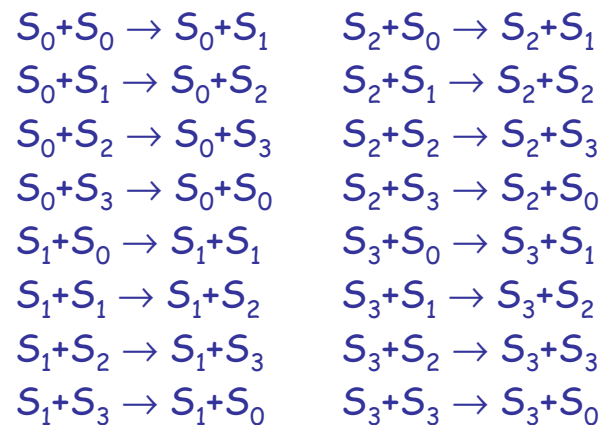 S₀+S₀ → S₀+S₁
S₀+S₁ → S₀+S₂
S₀+S₂ → S₀+S₃
S₀+S₃ → S₀+S₀
S₁+S₀ → S₁+S₁
S₁+S₁ → S₁+S₂
S₁+S₂ → S₁+S₃
S₁+S₃ → S₁+S₀
S₂+S₀ → S₂+S₁
S₂+S₁ → S₂+S₂
S₂+S₂ → S₂+S₃
S₂+S₃ → S₂+S₀
S₃+S₀ → S₃+S₁
S₃+S₁ → S₃+S₂
S₃+S₂ → S₃+S₃
S₃+S₃ → S₃+S₀